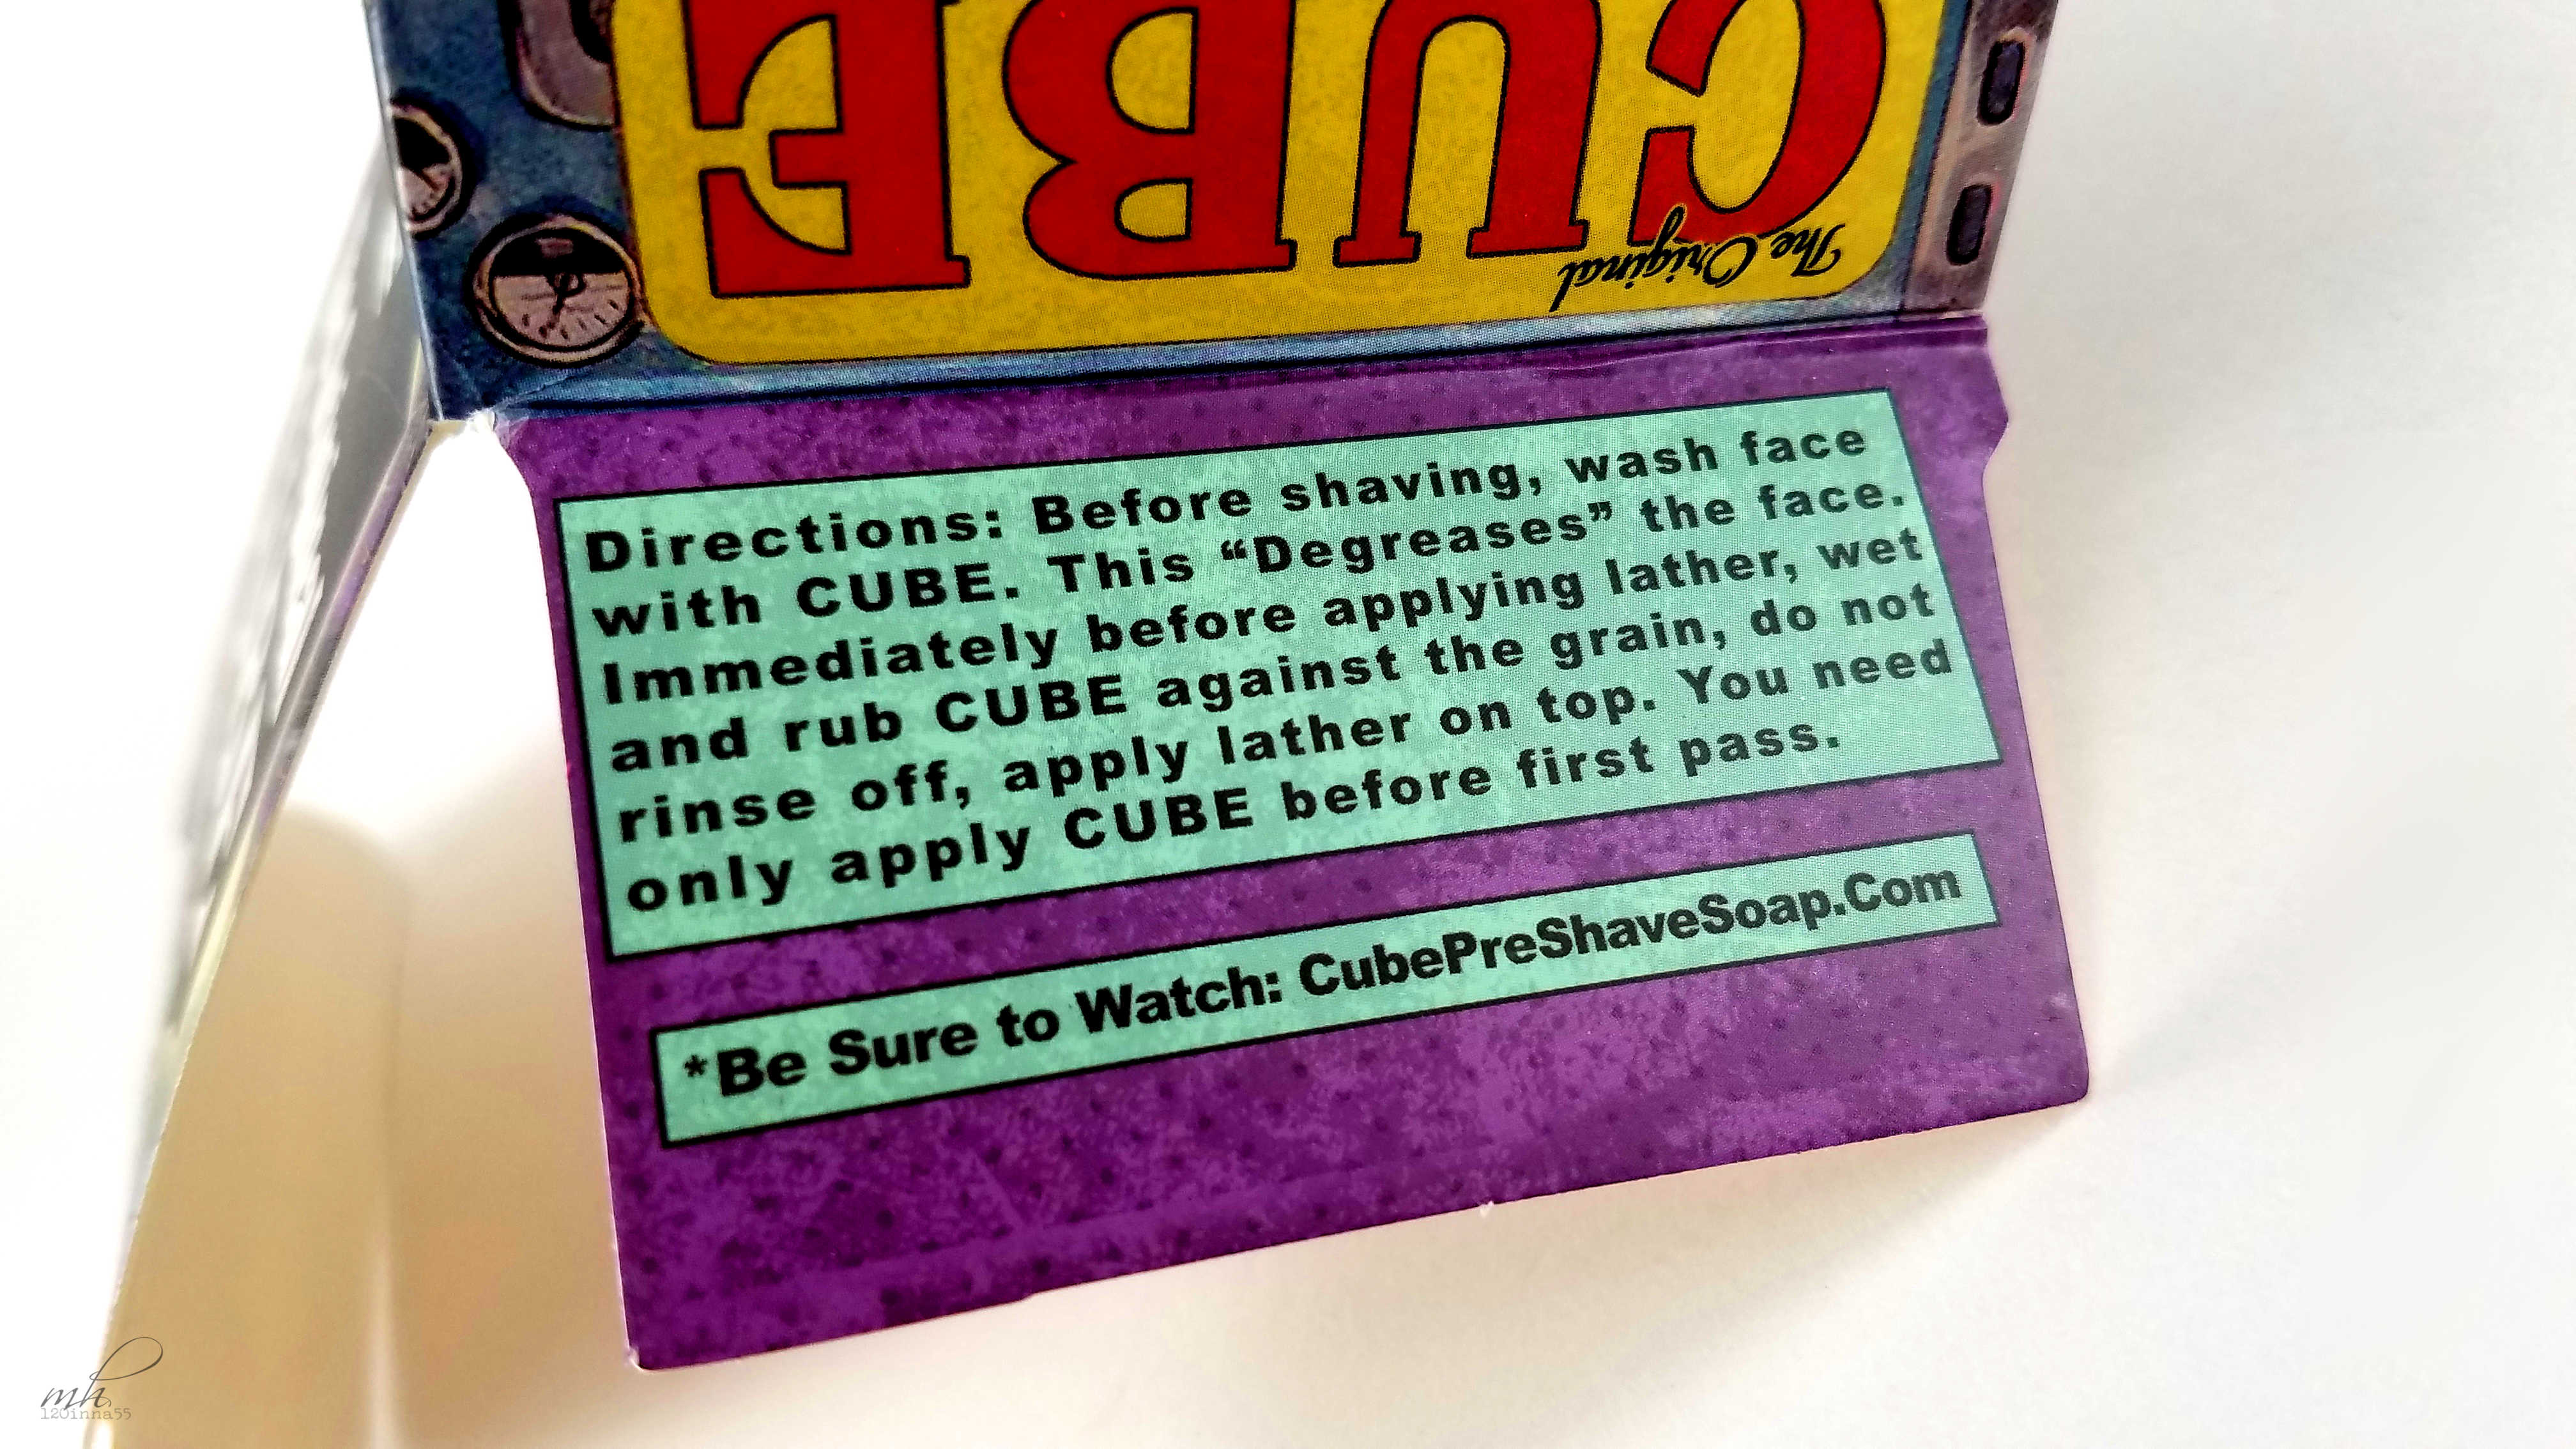 CUBE
The Original
Directions: Before shaving, wash face
with CUBE. This “Degreases” the face.
Immediately before applying lather, wet
and rub CUBE against the grain, do not
rinse off, apply lather on top. You need
only apply CUBE before first pass.
*Be Sure to Watch: CubePreShaveSoap.Com
mh
120inna55